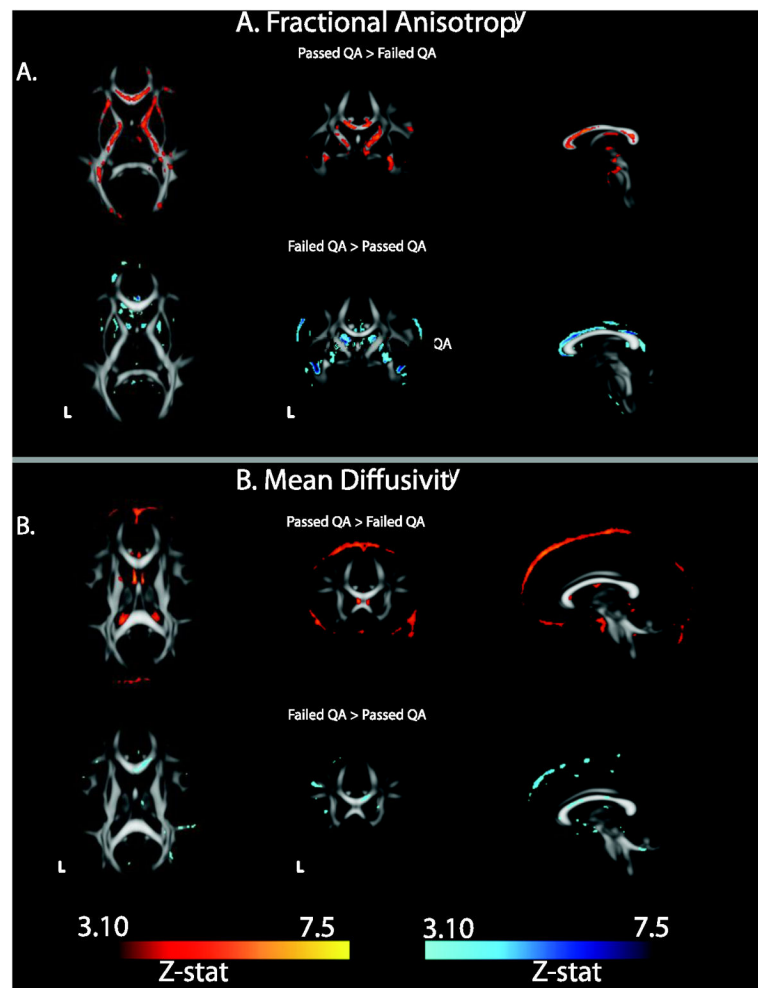 A. Fractional Anisotropy
Passed QA > Failed QA
A.
Failed QA > Passed QA
QA
L
L
B. Mean Diffusivity
B.
Passed QA > Failed QA
Failed QA > Passed QA
L
L
3.10 7.5 3.10 7.5
Z-stat Z-stat